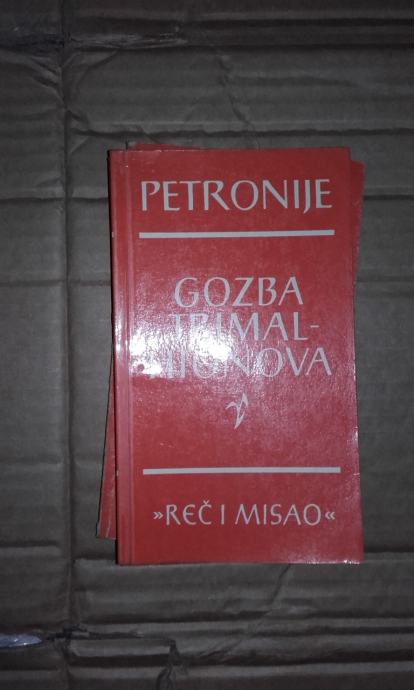 PETRONIJE
GOZBA
TRIMAL-
HIONOVA
»REČ I MISAO«